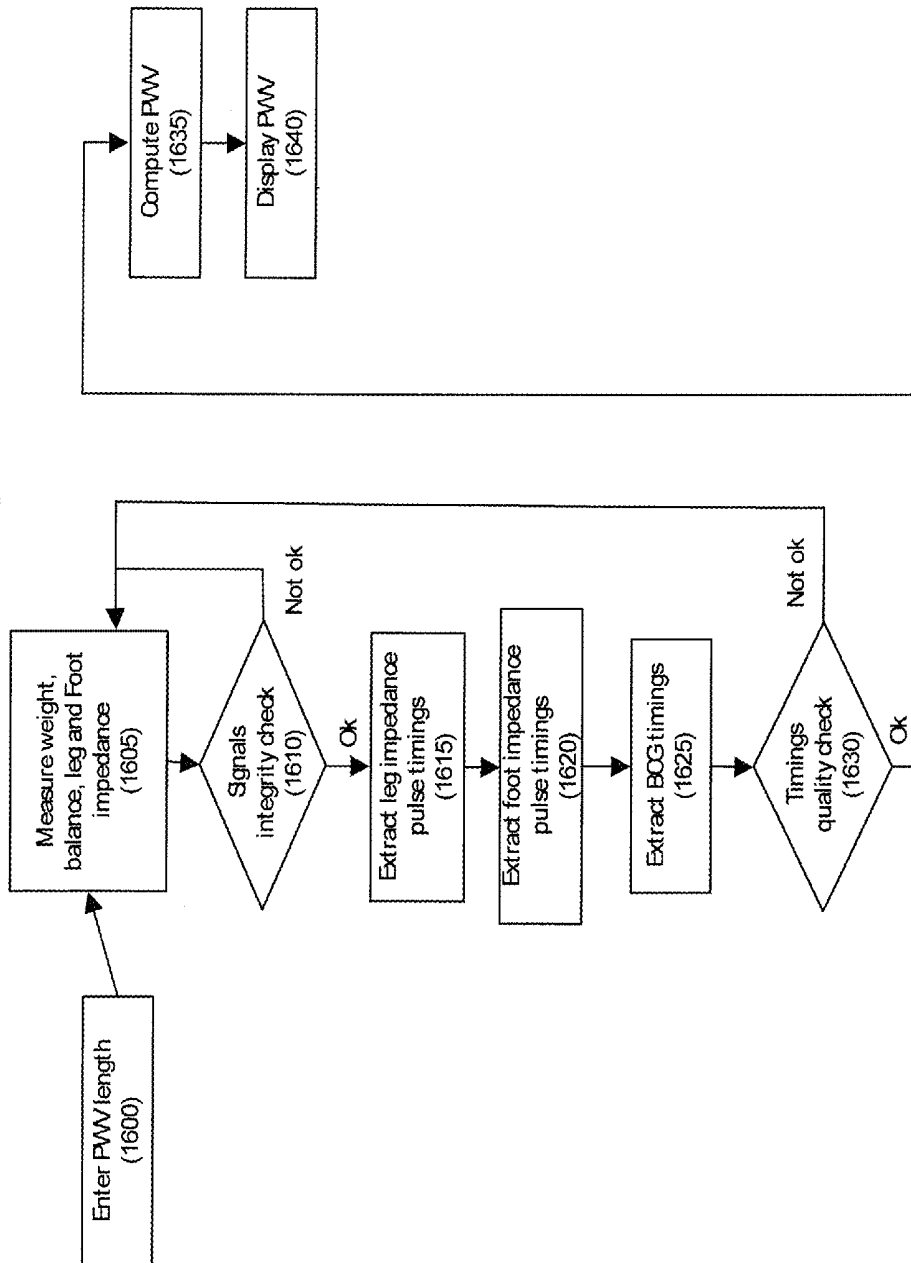 Enter PWV length
(1600)
Measure weight,
balance, leg and Foot
impedance
(1605)
Signals
integrity check
(1610)
Not ok
Ok
Extract leg impedance
pulse timings
(1615)
Extract foot impedance
pulse timings
(1620)
Extract BCG timings
(1625)
Timings
quality check
(1630)
Not ok
Ok
Compute PWV
(1635)
Display PWV
(1640)